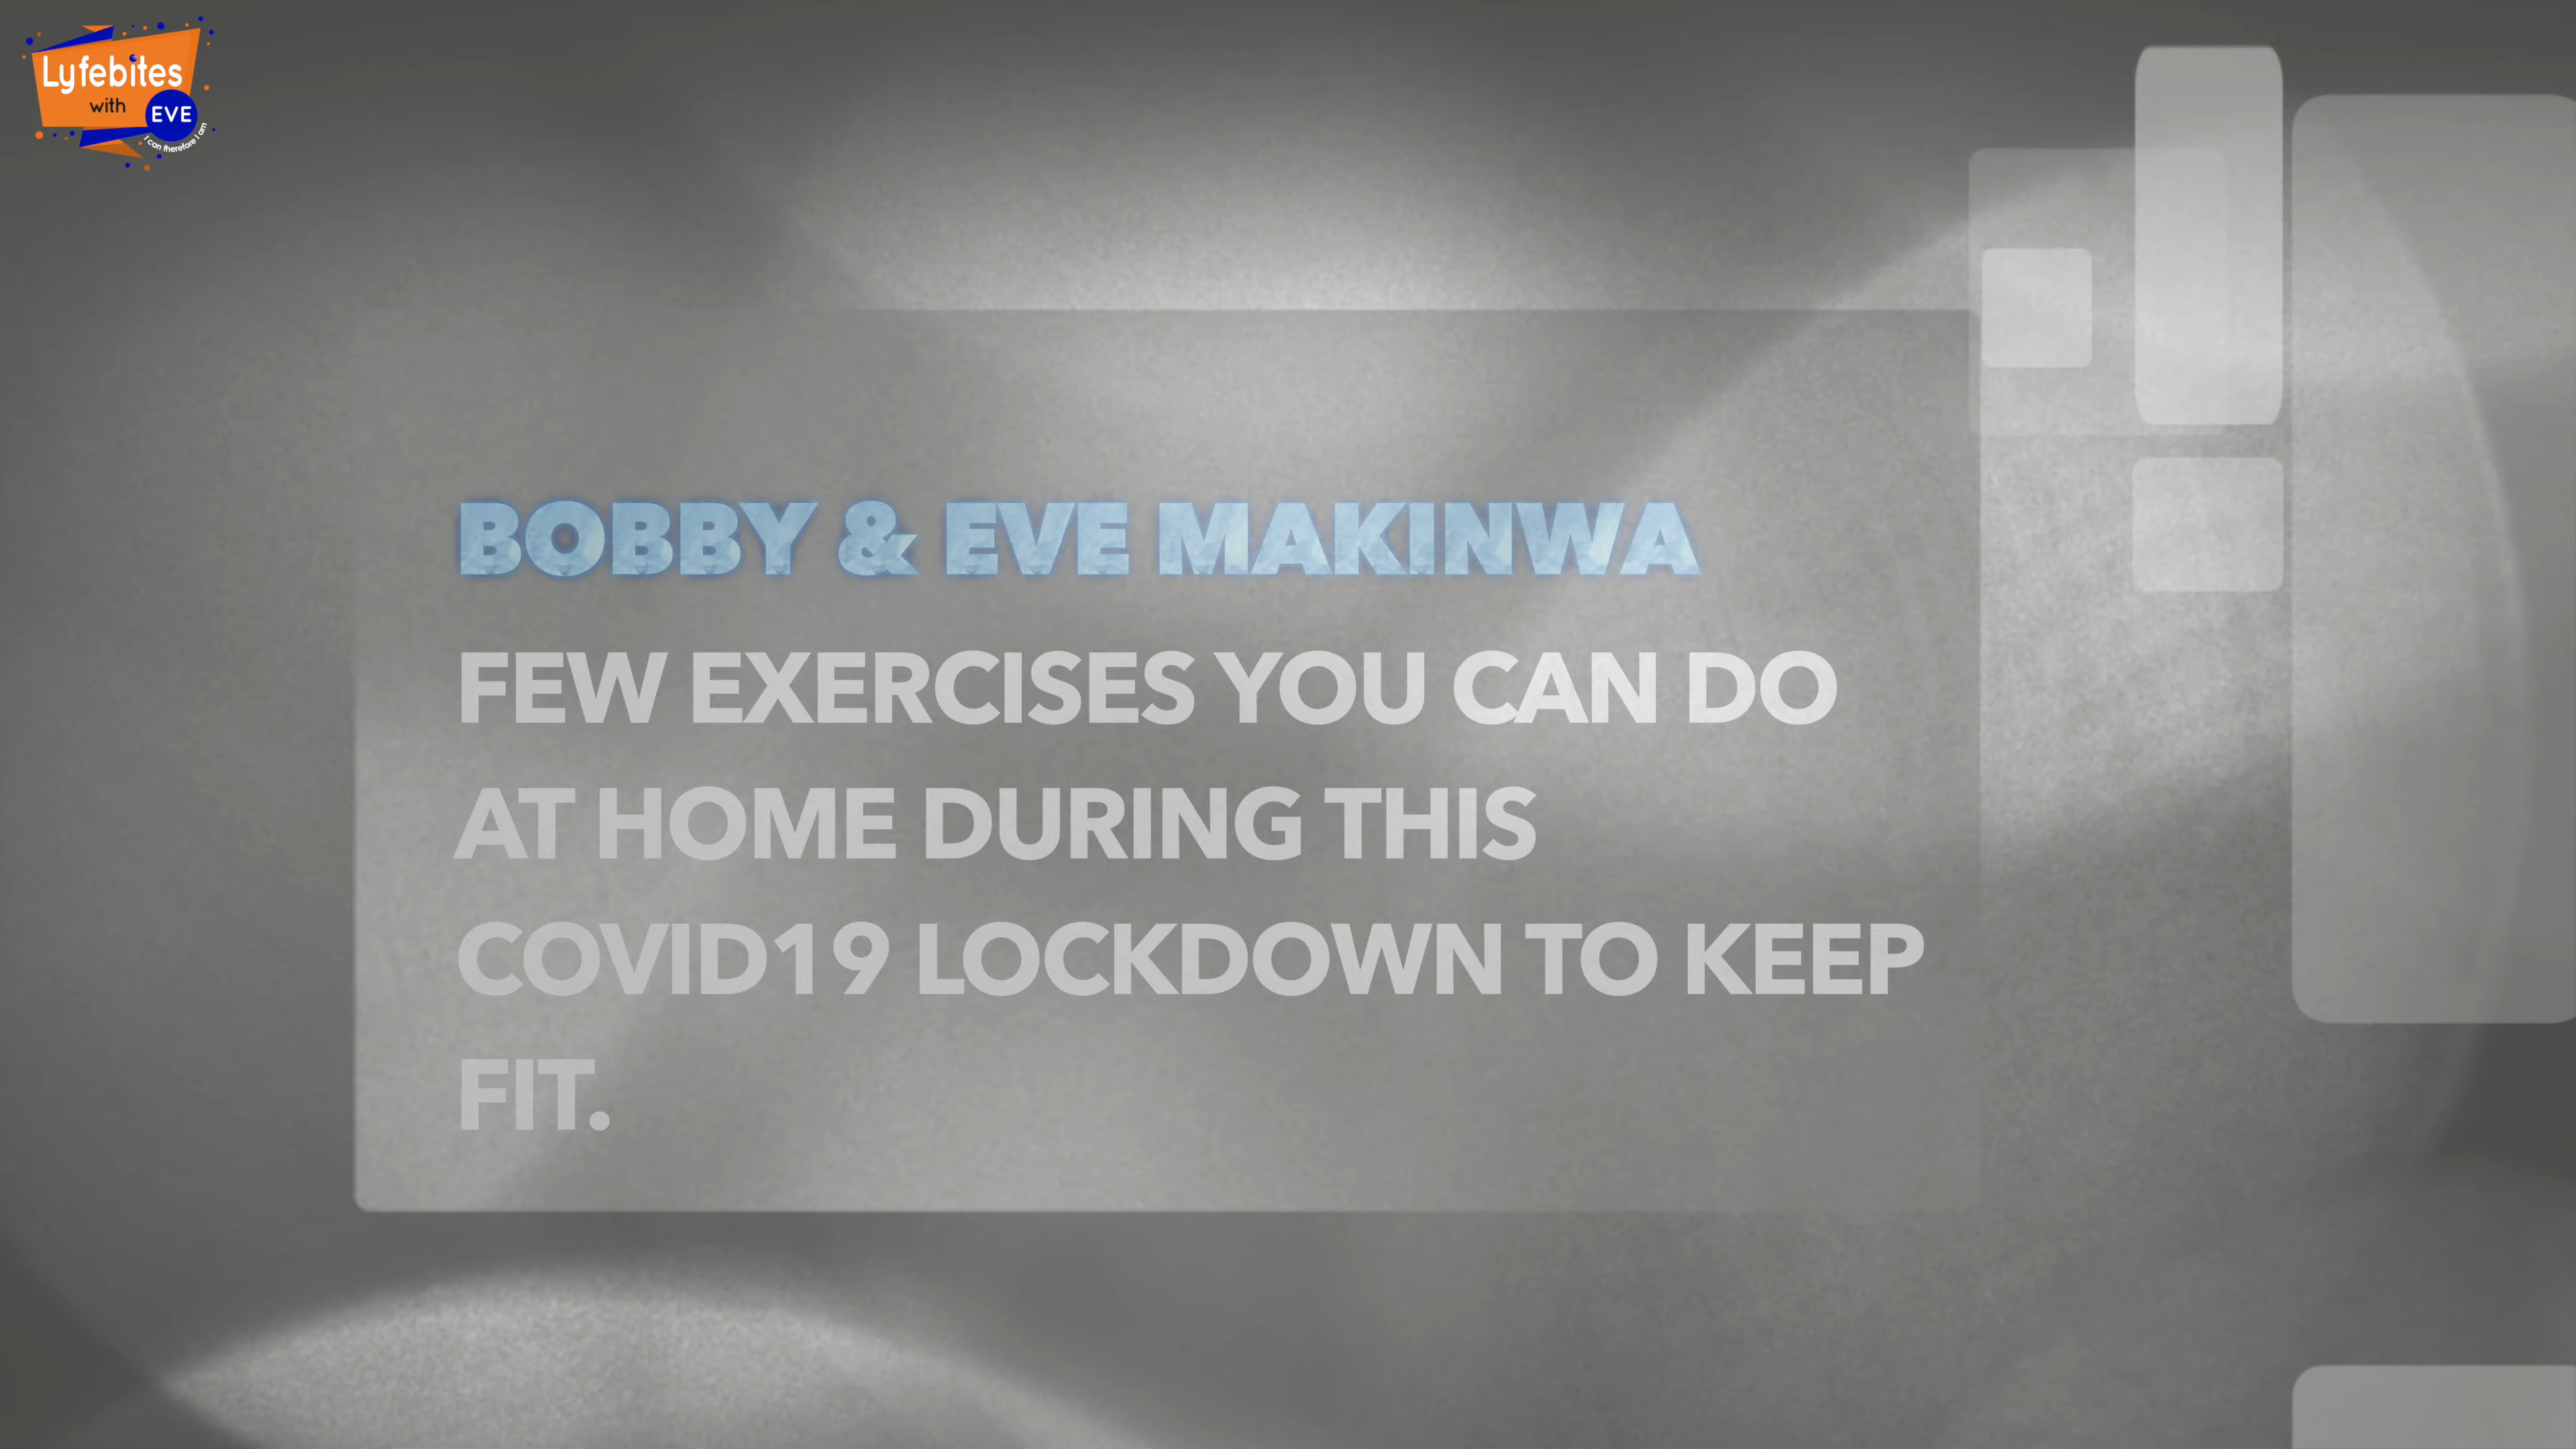 Lyfebites
with
EVE
I can therefore I am
BOBBY & EVE MAKINWA
FEW EXERCISES YOU CAN DO
AT HOME DURING THIS
COVID19 LOCKDOWN TO KEEP
FIT.